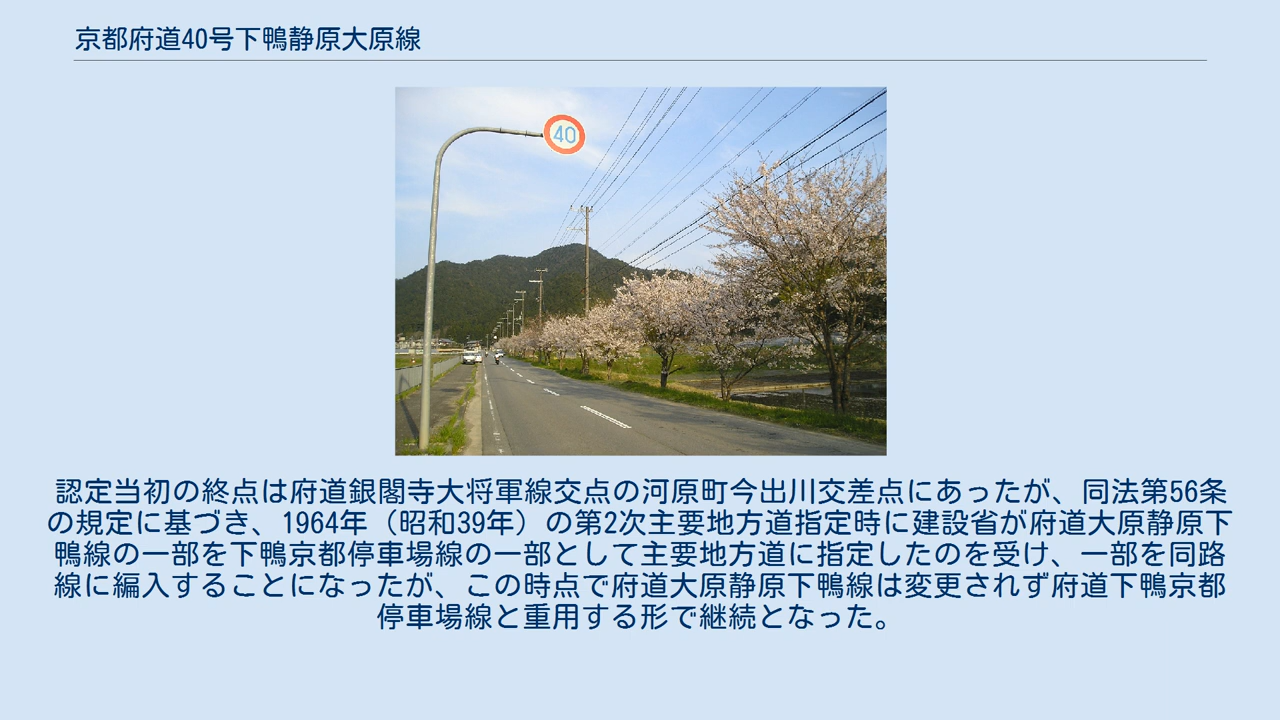 京都府道40号下鴨静原大原線
40
認定当初の終点は府道銀閣寺大将軍線交点の河原町今出川交差点にあったが、同法第56条
の規定に基づき、1964年（昭和39年）の第2次主要地方道指定時に建設省が府道大原静原下
鴨線の一部を下鴨京都停車場線の一部として主要地方道に指定したのを受け、一部を同路
線に編入することになったが、この時点で府道大原静原下鴨線は変更されず府道下鴨京都
停車場線と重用する形で継続となった。